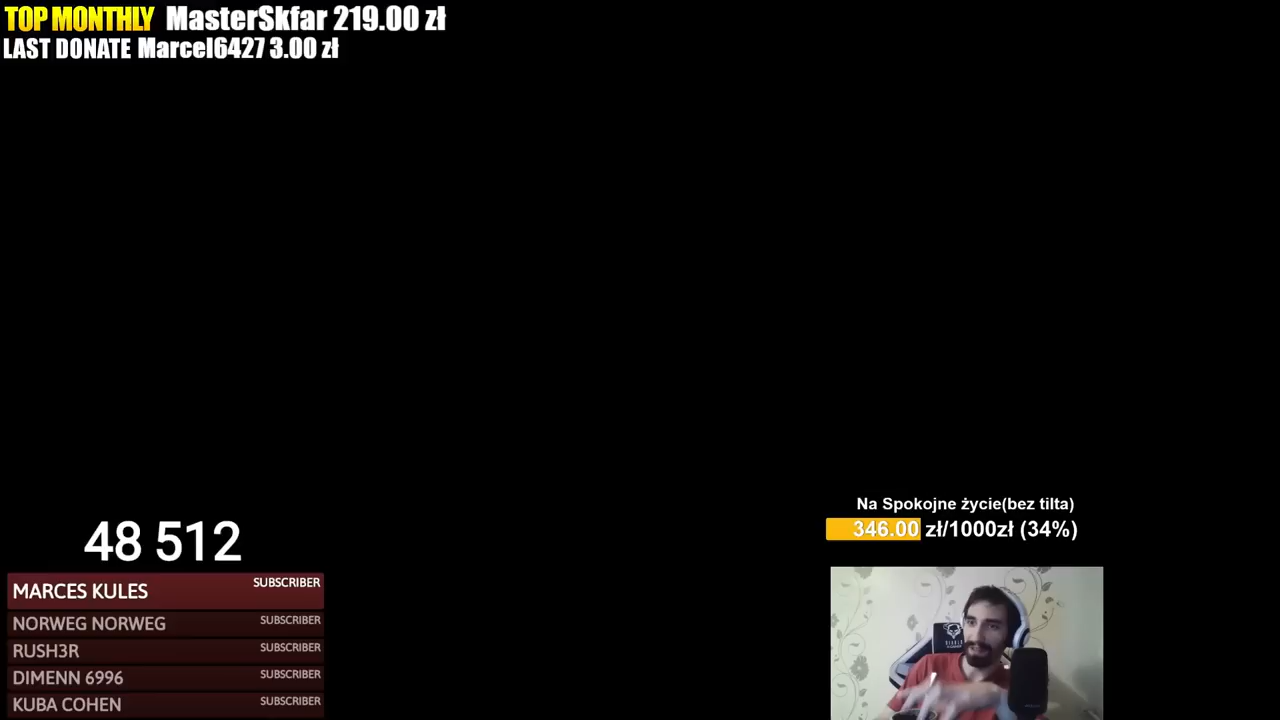 TOP MONTHLY MasterSkfar 219.00 zł
LAST DONATE Marcel6427 3.00 zł
Na Spokojne życie(bez tilta)
346.00 zł/1000zł (34%)
48 512
MARCES KULES SUBSCRIBER
NORWEG NORWEG SUBSCRIBER
RUSH3R SUBSCRIBER
DIMENN 6996 SUBSCRIBER
KUBA COHEN SUBSCRIBER
DIABLO